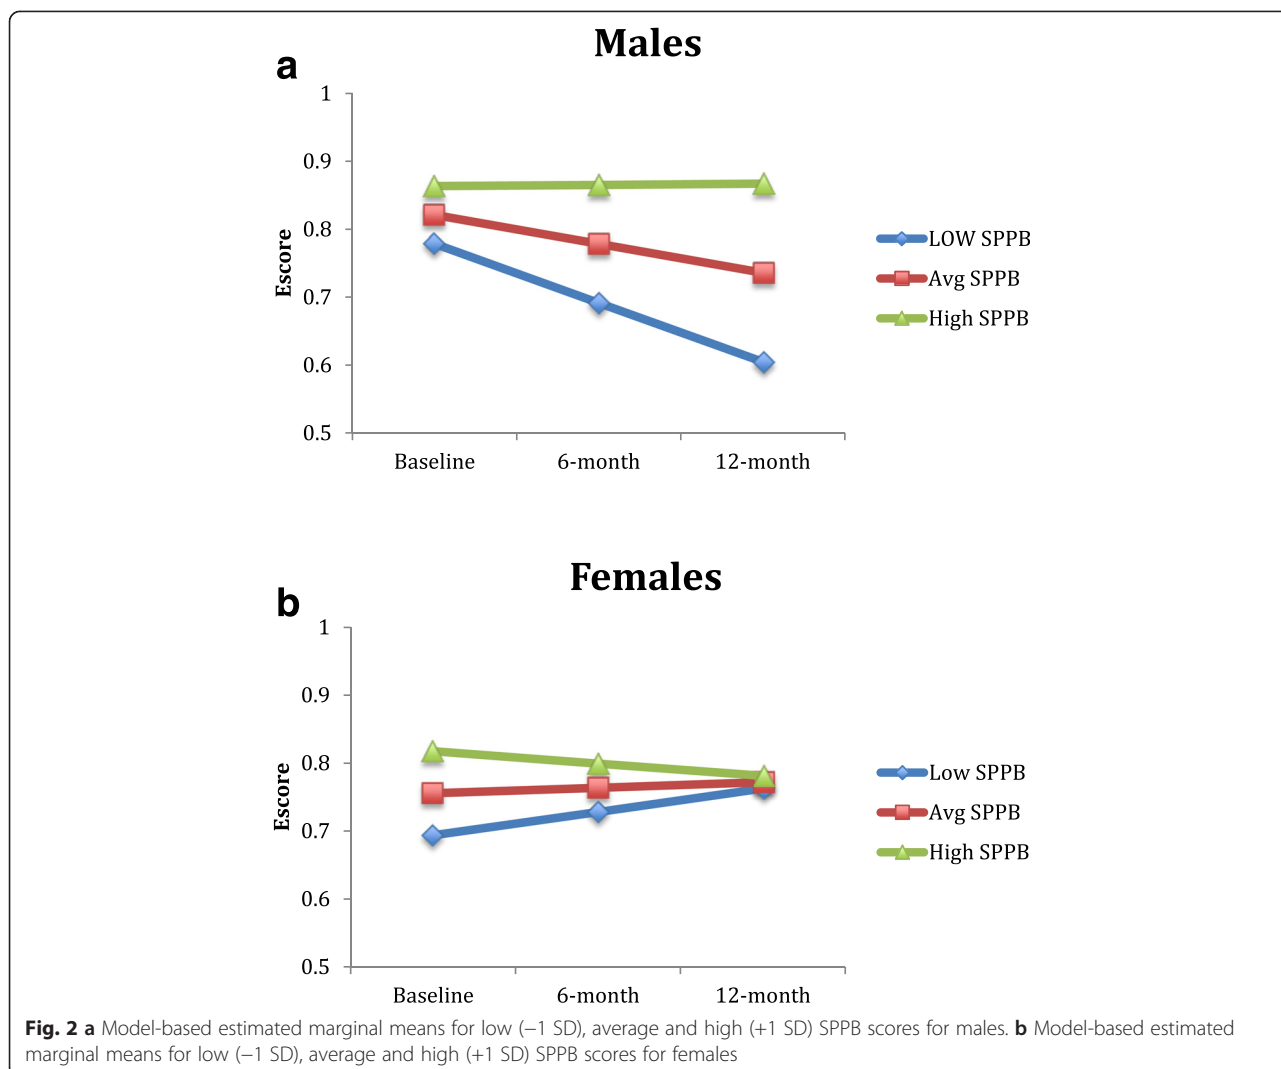 Males
a
1
0.9
0.8
0.7
0.6
0.5
Escore
Baseline 6-month 12-month
LOW SPPB
Avg SPPB
High SPPB
Females
b
1
0.9
0.8
0.7
0.6
0.5
Escore
Baseline 6-month 12-month
Low SPPB
Avg SPPB
High SPPB
Fig. 2 a Model-based estimated marginal means for low (−1 SD), average and high (+1 SD) SPPB scores for males. b Model-based estimated
marginal means for low (−1 SD), average and high (+1 SD) SPPB scores for females